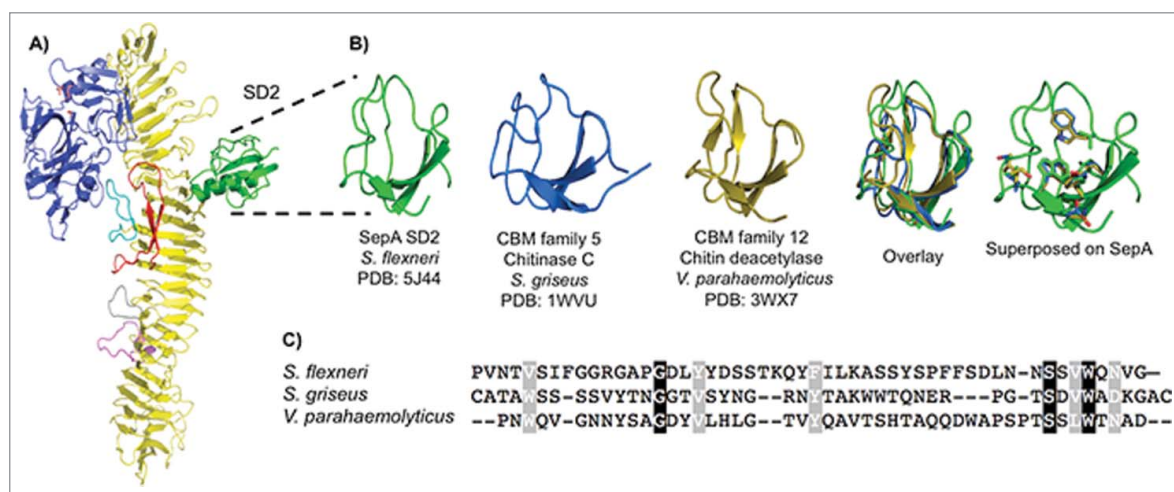 A)
SD2
B)
SepA SD2
S. flexneri
PDB: 5J44
CBM family 5
Chitinase C
S. griseus
PDB: 1WVU
CBM family 12
Chitin deacetylase
V. parahaemolyticus
PDB: 3WX7
Overlay
Superposed on SepA
C)
S. flexneri PVNTVSIFGGRGAPGDLYYDSSTKQYFILKASSYSPFFSDLN-NSSVWQNVG-
S. griseus CATAWSS-SSVYTNGGTVSYNG--RNYTAKWWTQNER---PG-TSDVWADKGAC
V. parahaemolyticus --PNWQV-GNNYSAGDYVLHLG--TVYQAVTSHTAQQDWAPSPTSSLWTNAD--